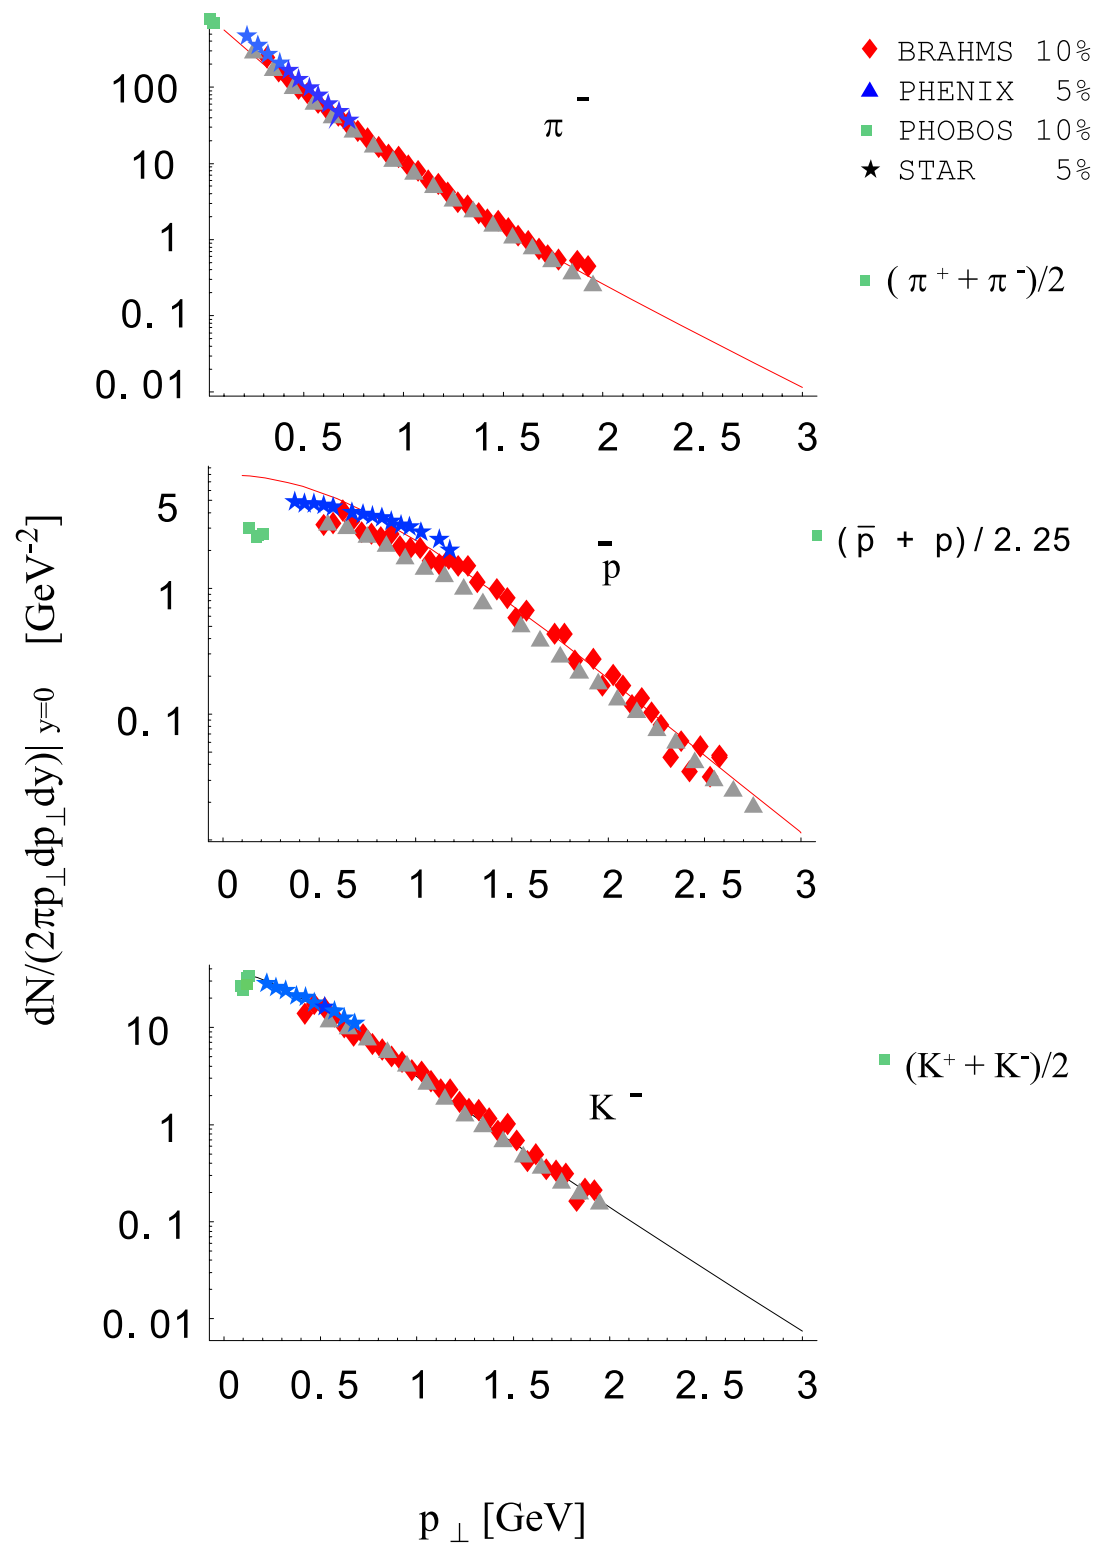 BRAHMS 10%
PHENIX 5%
PHOBOS 10%
STAR 5%
π⁻
(π⁺ + π⁻)/2
100
10
1
0.1
0.01
0.5 1 1.5 2 2.5 3
p̅
(p̅ + p)/2.25
5
1
0.1
0 0.5 1 1.5 2 2.5 3
dN/(2πp⊥dp⊥dy)| y=0 [GeV⁻²]
K⁻
(K⁺ + K⁻)/2
10
1
0.1
0.01
0 0.5 1 1.5 2 2.5 3
p⊥ [GeV]